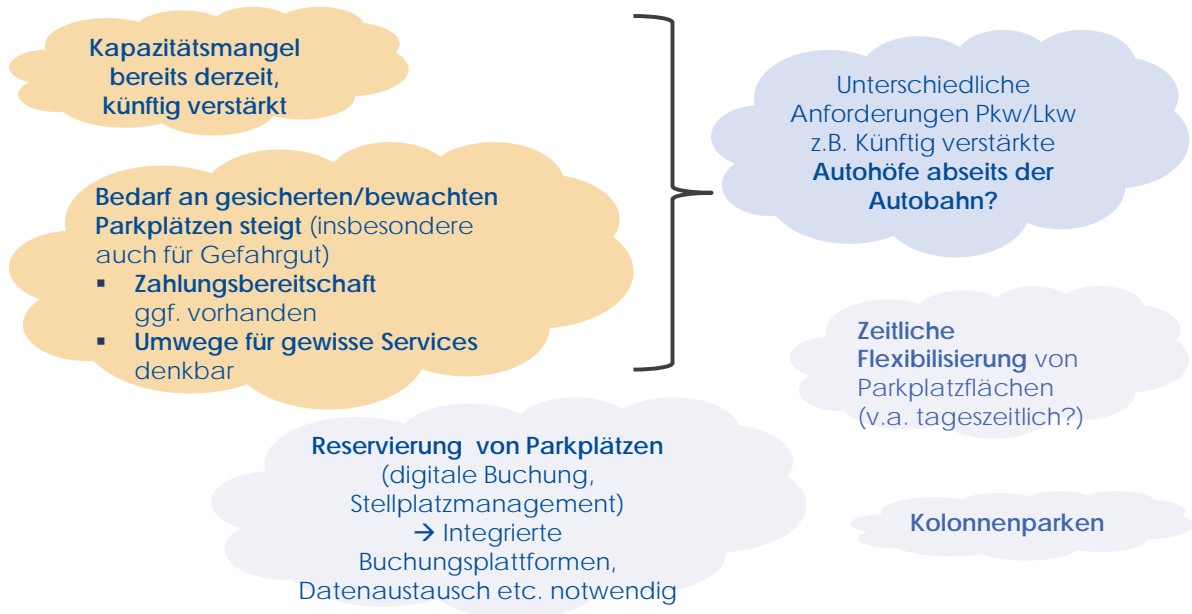 Kapazitätsmangel
bereits derzeit,
künftig verstärkt
Bedarf an gesicherten/bewachten
Parkplätzen steigt (insbesondere
auch für Gefahrgut)
▪ Zahlungsbereitschaft
ggf. vorhanden
▪ Umwege für gewisse Services
denkbar
Unterschiedliche
Anforderungen Pkw/Lkw
z.B. Künftig verstärkte
Autohöfe abseits der
Autobahn?
Zeitliche
Flexibilisierung von
Parkplatzflächen
(v.a. tageszeitlich?)
Reservierung von Parkplätzen
(digitale Buchung,
Stellplatzmanagement)
→ Integrierte
Buchungsplattformen,
Datenaustausch etc. notwendig
Kolonnenparken